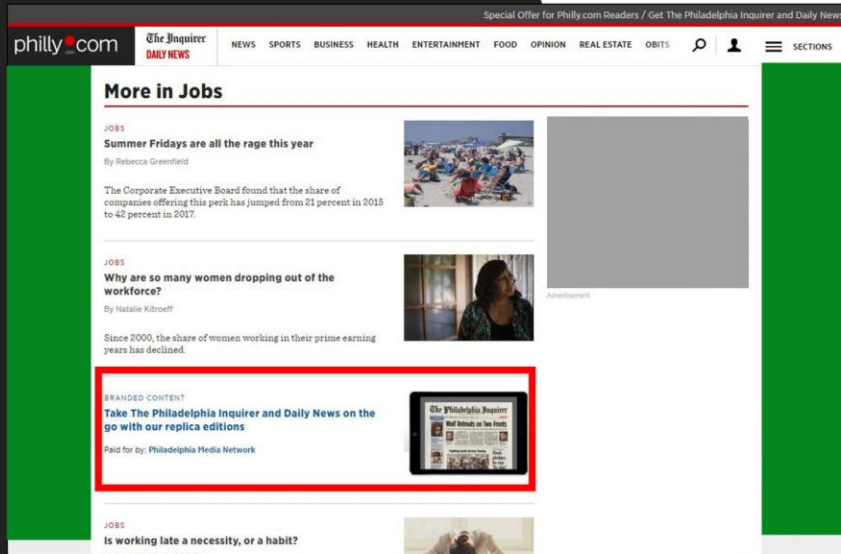 Special Offer for Philly.com Readers / Get The Philadelphia Inquirer and Daily News
philly com
The Inquirer
DAILY NEWS
NEWS SPORTS BUSINESS HEALTH ENTERTAINMENT FOOD OPINION REAL ESTATE OBITS SECTIONS
More in Jobs
JOBS
Summer Fridays are all the rage this year
By Rebecca Greenfield
The Corporate Executive Board found that the share of
companies offering this perk has jumped from 21 percent in 2015
to 42 percent in 2017.
Advertisement
JOBS
Why are so many women dropping out of the
workforce?
By Natalie Kitroeff
Since 2000, the share of women working in their prime earning
years has declined.
BRANDED CONTENT
Take The Philadelphia Inquirer and Daily News on the
go with our replica editions
Paid for by: Philadelphia Media Network
The Philadelphia Inquirer
Wall Retreats on Two Fronts
JOBS
Is working late a necessity, or a habit?